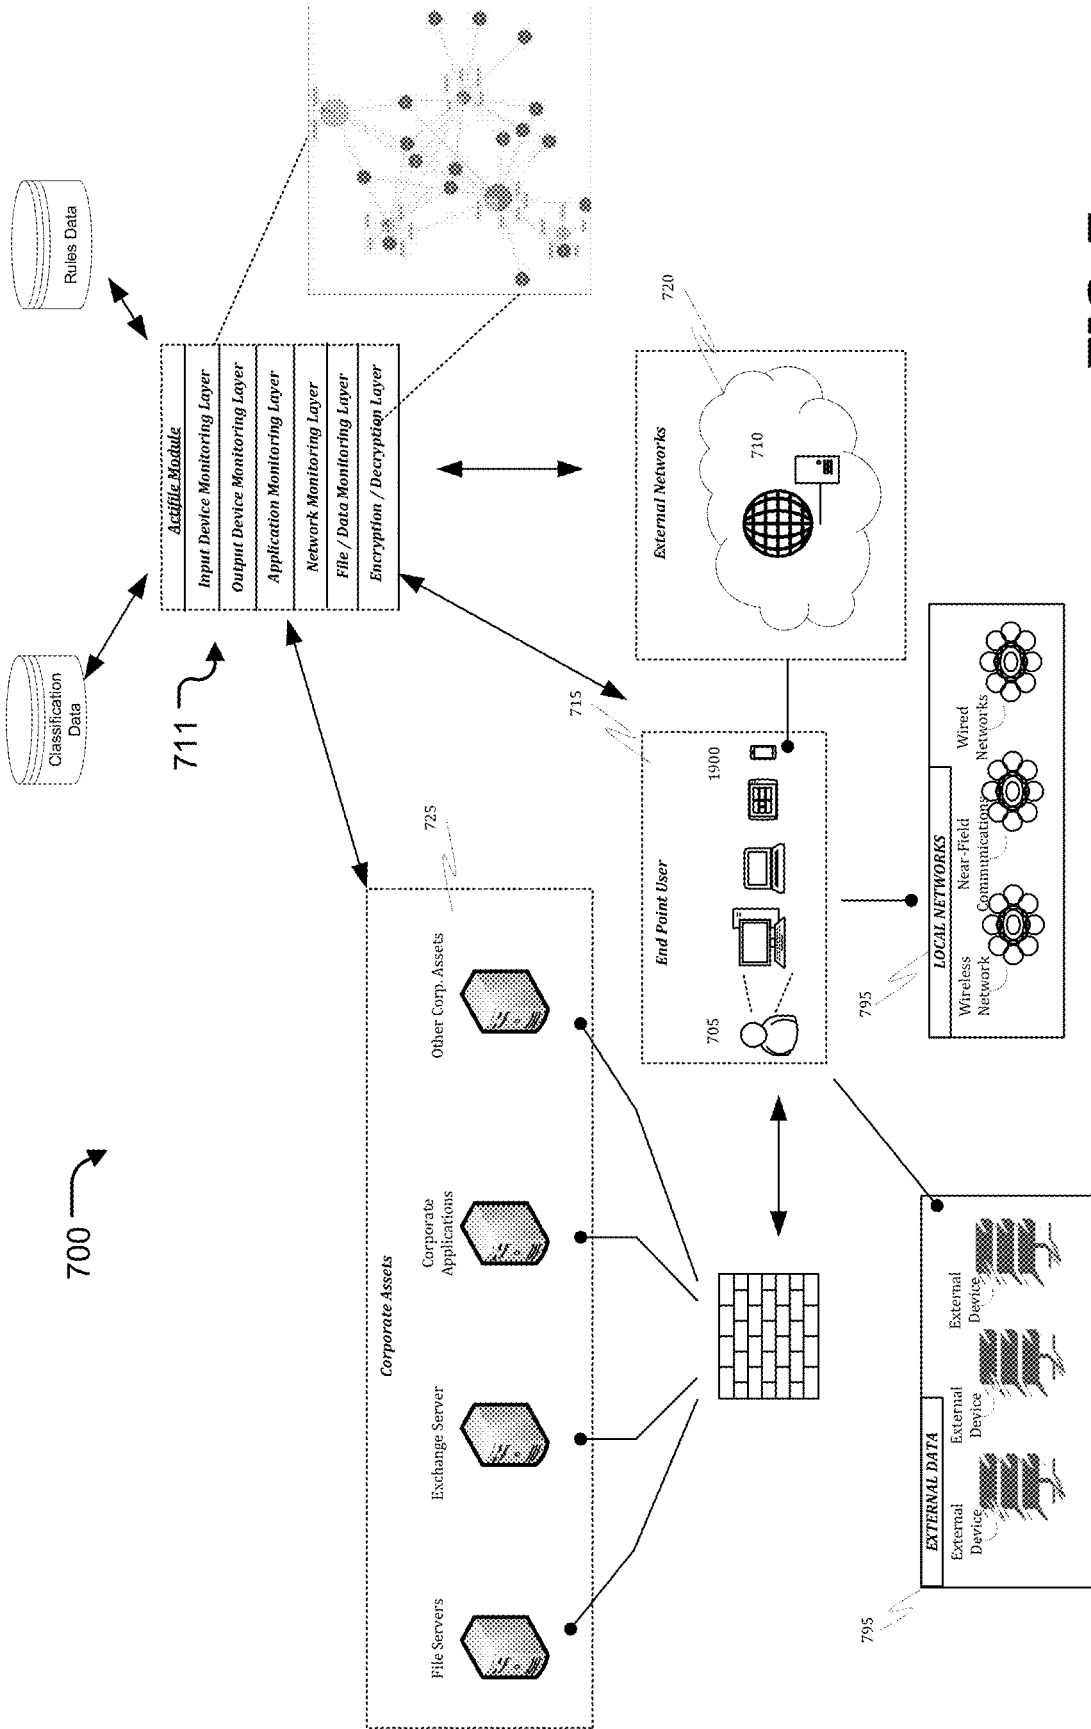 700
Classification
Data
Rules Data
711
Actifile Module
Input Device Monitoring Layer
Output Device Monitoring Layer
Application Monitoring Layer
Network Monitoring Layer
File / Data Monitoring Layer
Encryption / Decryption Layer
Corporate Assets
725
File Servers
Exchange Server
Corporate
Applications
Other Corp. Assets
715
End Point User
705
1900
720
External Networks
710
795
LOCAL NETWORKS
Wireless
Network
Near-Field
Communications
Wired
Networks
795
EXTERNAL DATA
External
Device
External
Device
External
Device